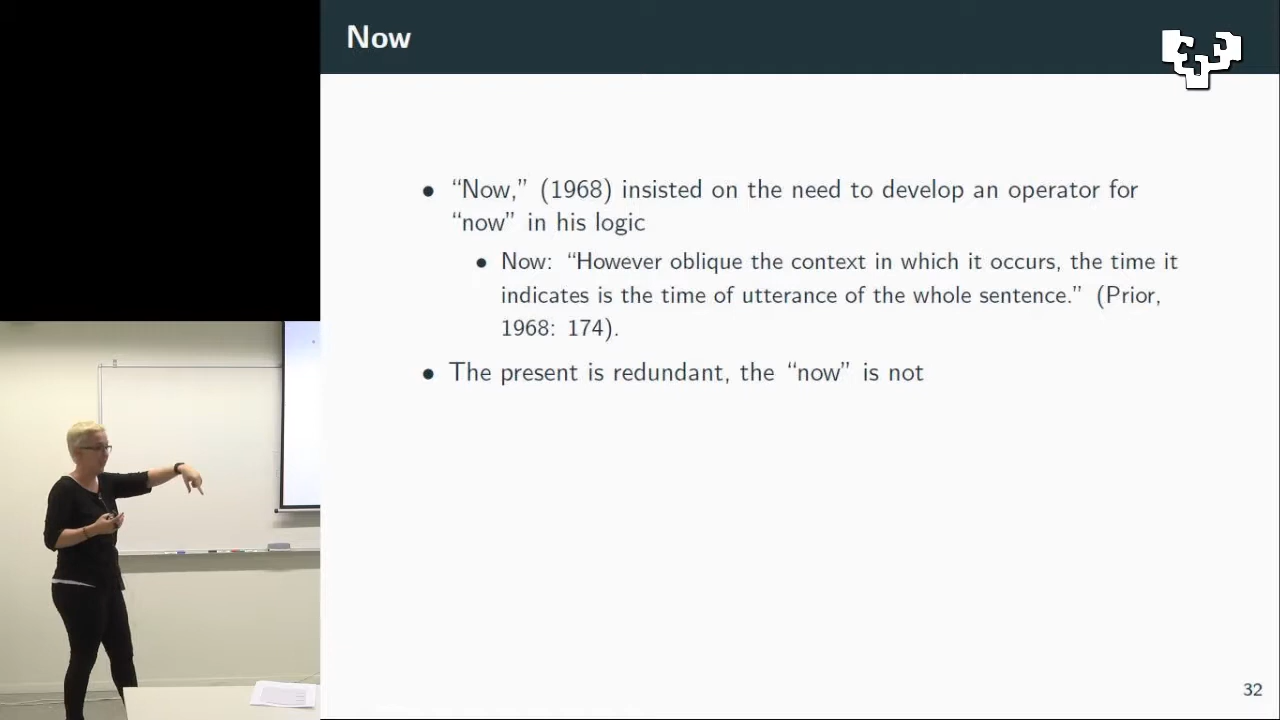 Now
• “Now,” (1968) insisted on the need to develop an operator for
“now” in his logic
• Now: “However oblique the context in which it occurs, the time it
indicates is the time of utterance of the whole sentence.” (Prior,
1968: 174).
• The present is redundant, the “now” is not
32